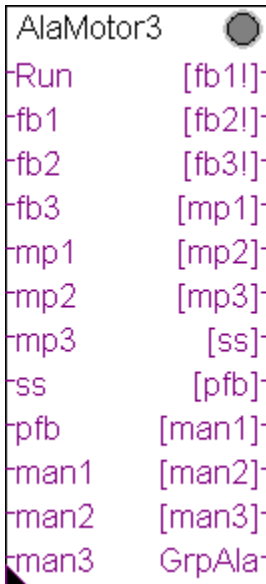 AlaMotor3
Run [fb1!]
fb1 [fb2!]
fb2 [fb3!]
fb3 [mp1]
mp1 [mp2]
mp2 [mp3]
mp3 [ss]
ss [pfb]
pfb [man1]
man1 [man2]
man2 [man3]
man3 GrpAla